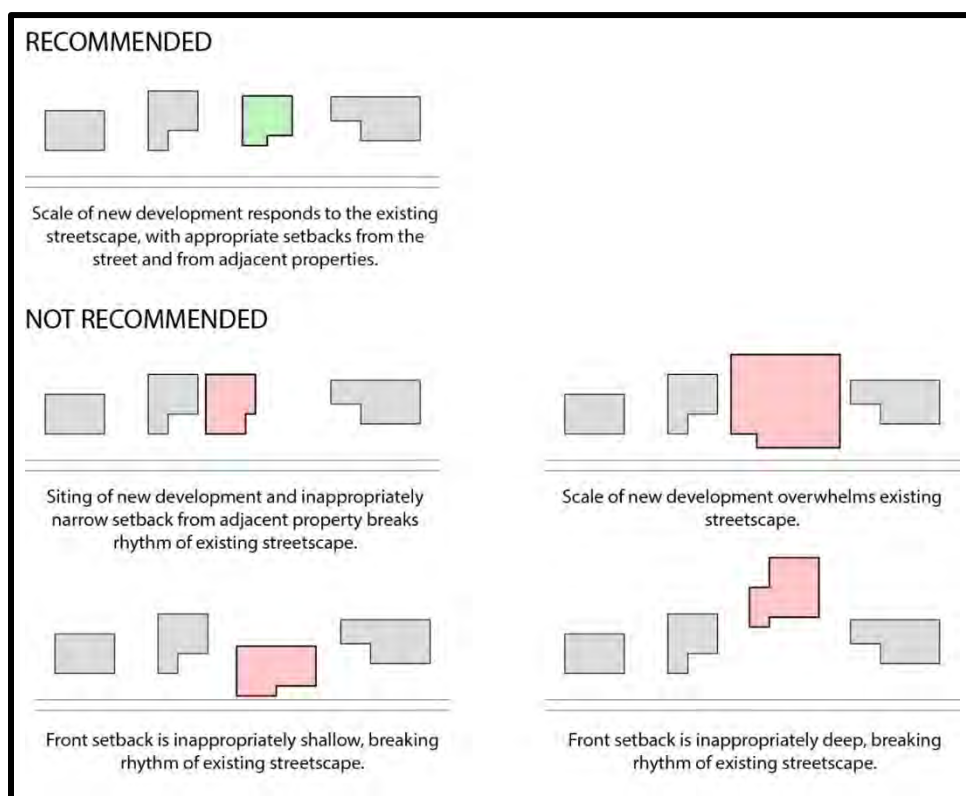 RECOMMENDED
Scale of new development responds to the existing
streetscape, with appropriate setbacks from the
street and from adjacent properties.
NOT RECOMMENDED
Siting of new development and inappropriately
narrow setback from adjacent property breaks
rhythm of existing streetscape.
Scale of new development overwhelms existing
streetscape.
Front setback is inappropriately shallow, breaking
rhythm of existing streetscape.
Front setback is inappropriately deep, breaking
rhythm of existing streetscape.